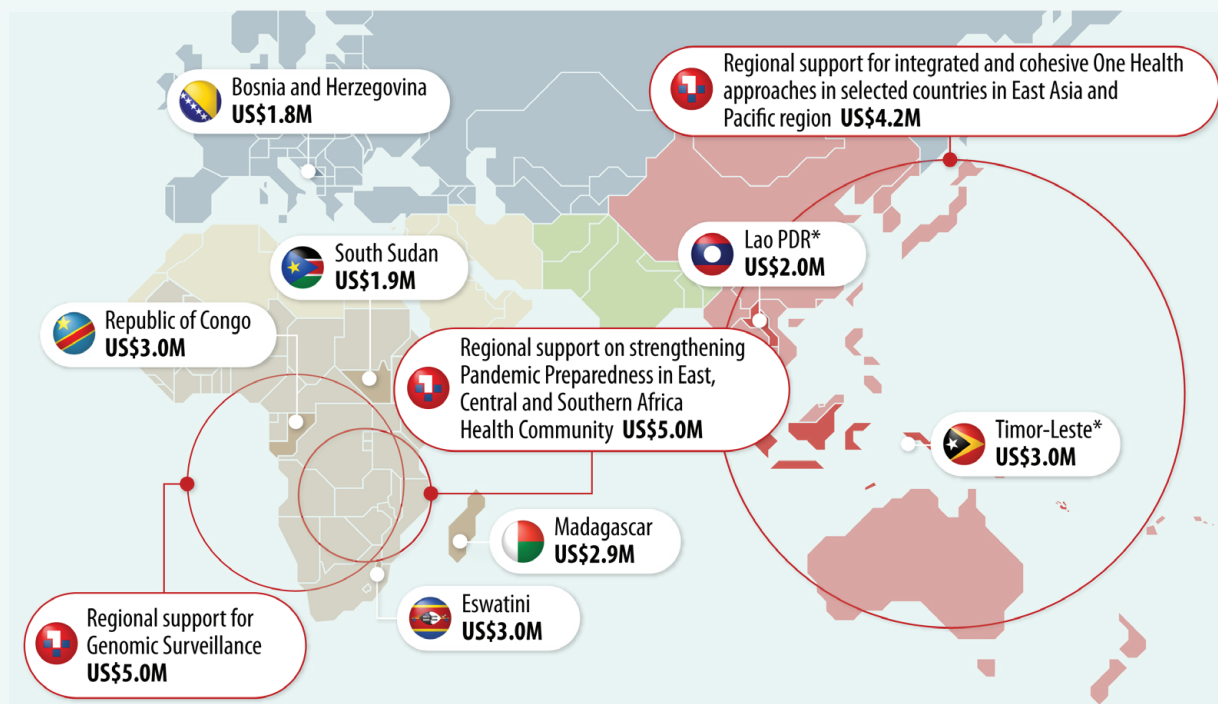 Bosnia and Herzegovina
US$1.8M
Regional support for integrated and cohesive One Health
approaches in selected countries in East Asia and
Pacific region US$4.2M
South Sudan
US$1.9M
Lao PDR*
US$2.0M
Republic of Congo
US$3.0M
Regional support on strengthening
Pandemic Preparedness in East,
Central and Southern Africa
Health Community US$5.0M
Timor-Leste*
US$3.0M
Madagascar
US$2.9M
Eswatini
US$3.0M
Regional support for
Genomic Surveillance
US$5.0M